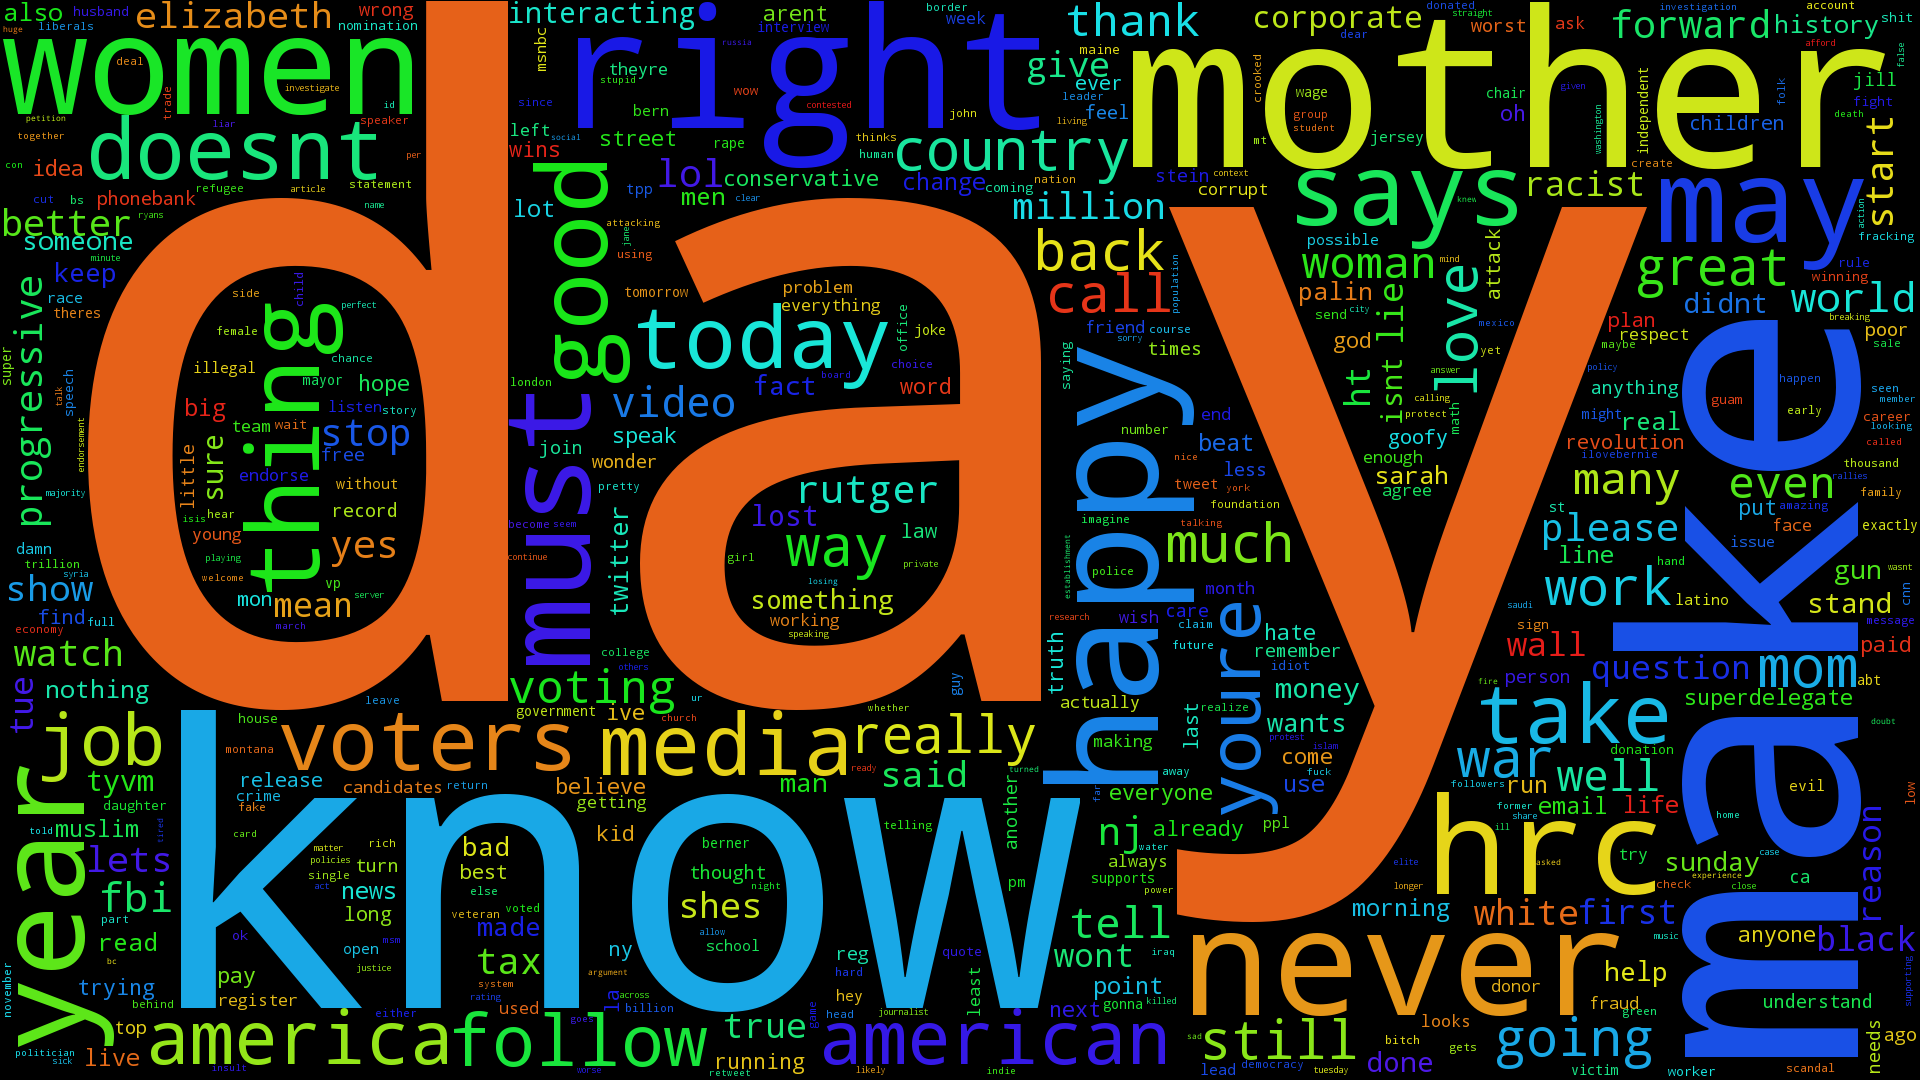 also
husband
elizabeth
wrong
interacting
arent
border
week
thank
corporate
donated
straight
worst
ask
forward
investigation
account
history
shit
huge
liberals
nomination
women
right
msnbc
interview
russia
maine
dear
mother
afford
false
deal
investigate
trade
id
speaker
theyre
stupid
wow
give
ever
leader
feel
crooked
wage
group
student
chair
oh
given
independent
folk
jill
fight
death
petition
together
liar
doesnt
since
bern
contested
john
living
left
social
street
rape
thinks
human
country
mt
jersey
washington
children
start
con
idea
per
wins
lol
conservative
change
coming
nation
stein
context
corrupt
create
racist
may
refugee
article
statement
name
cut
bs
phonebank
ryans
better
someone
minute
lot
tpp
men
clear
million
says
knew
action
fracking
keep
race
theres
progressive
super
talk
speech
endorsement
good
attacking
jane
using
back
call
population
possible
woman
mind
attack
great
rule
winning
palin
send
city
god
lie
isnt
ht
love
mexico
yet
didnt
world
breaking
plan
respect
maybe
poor
sale
day
side
child
perfect
female
thing
illegal
chance
mayor
hope
big
listen
story
team
wait
stop
free
little
sure
endorse
without
hear
record
isis
young
yes
playing
welcome
vp
server
mon
mean
march
tomorrow
problem
everything
office
joke
today
london
fact
board
choice
word
video
must
join
speak
wonder
pretty
become
seem
continue
twitter
rutger
lost
way
law
girl
losing
private
something
working
speaking
friend
course
sorry
saying
times
happy
number
end
beat
nice
less
tweet
york
foundation
imagine
talking
much
police
establishment
month
research
wish
care
claim
future
answer
policy
calling
protect
math
goofy
enough
sarah
agree
anything
might
real
revolution
ilovebernie
many
happen
seen
member
guam
early
career
looking
called
thousand
even
rallies
family
st
please
put
amazing
face
exactly
issue
line
hand
gun
wasnt
work
latino
stand
cnn
saudi
sign
message
wall
paid
person
question
mom
abt
fire
superdelegate
make
majority
damn
trillion
syria
show
find
full
economy
watch
nothing
tue
college
others
voting
ur
guy
truth
actually
youre
hate
remember
idiot
money
realize
wants
last
protest
islam
come
take
doubt
leave
house
government
ive
church
whether
job
montana
voters
media
really
making
war
donation
tyvm
release
crime
fake
candidates
return
believe
getting
ready
man
said
turned
another
far
away
everyone
use
fuck
followers
run
well
evil
low
daughter
year
told
tired
muslim
card
know
kid
telling
nj
already
ppl
former
share
email
life
home
hrc
ill
lets
matter
policies
single
rich
turn
act
bad
best
berner
thought
night
always
water
supports
power
elite
longer
asked
try
sunday
case
experience
check
close
ca
reason
fbi
news
long
else
shes
pm
part
veteran
voted
allow
school
morning
white
first
music
anyone
black
read
ok
open
msm
made
ny
reg
quote
tell
wont
iraq
never
bc
justice
pay
tax
system
argument
hard
least
point
help
november
trying
behind
register
rating
used
la
across
billion
hey
head
game
journalist
next
gonna
killed
donor
fraud
green
understand
supporting
top
either
america
follow
goes
true
american
sad
still
bitch
looks
gets
going
needs
ago
politician
sick
live
insult
worse
retweet
running
likely
indie
lead
democracy
tuesday
done
victim
worker
scandal